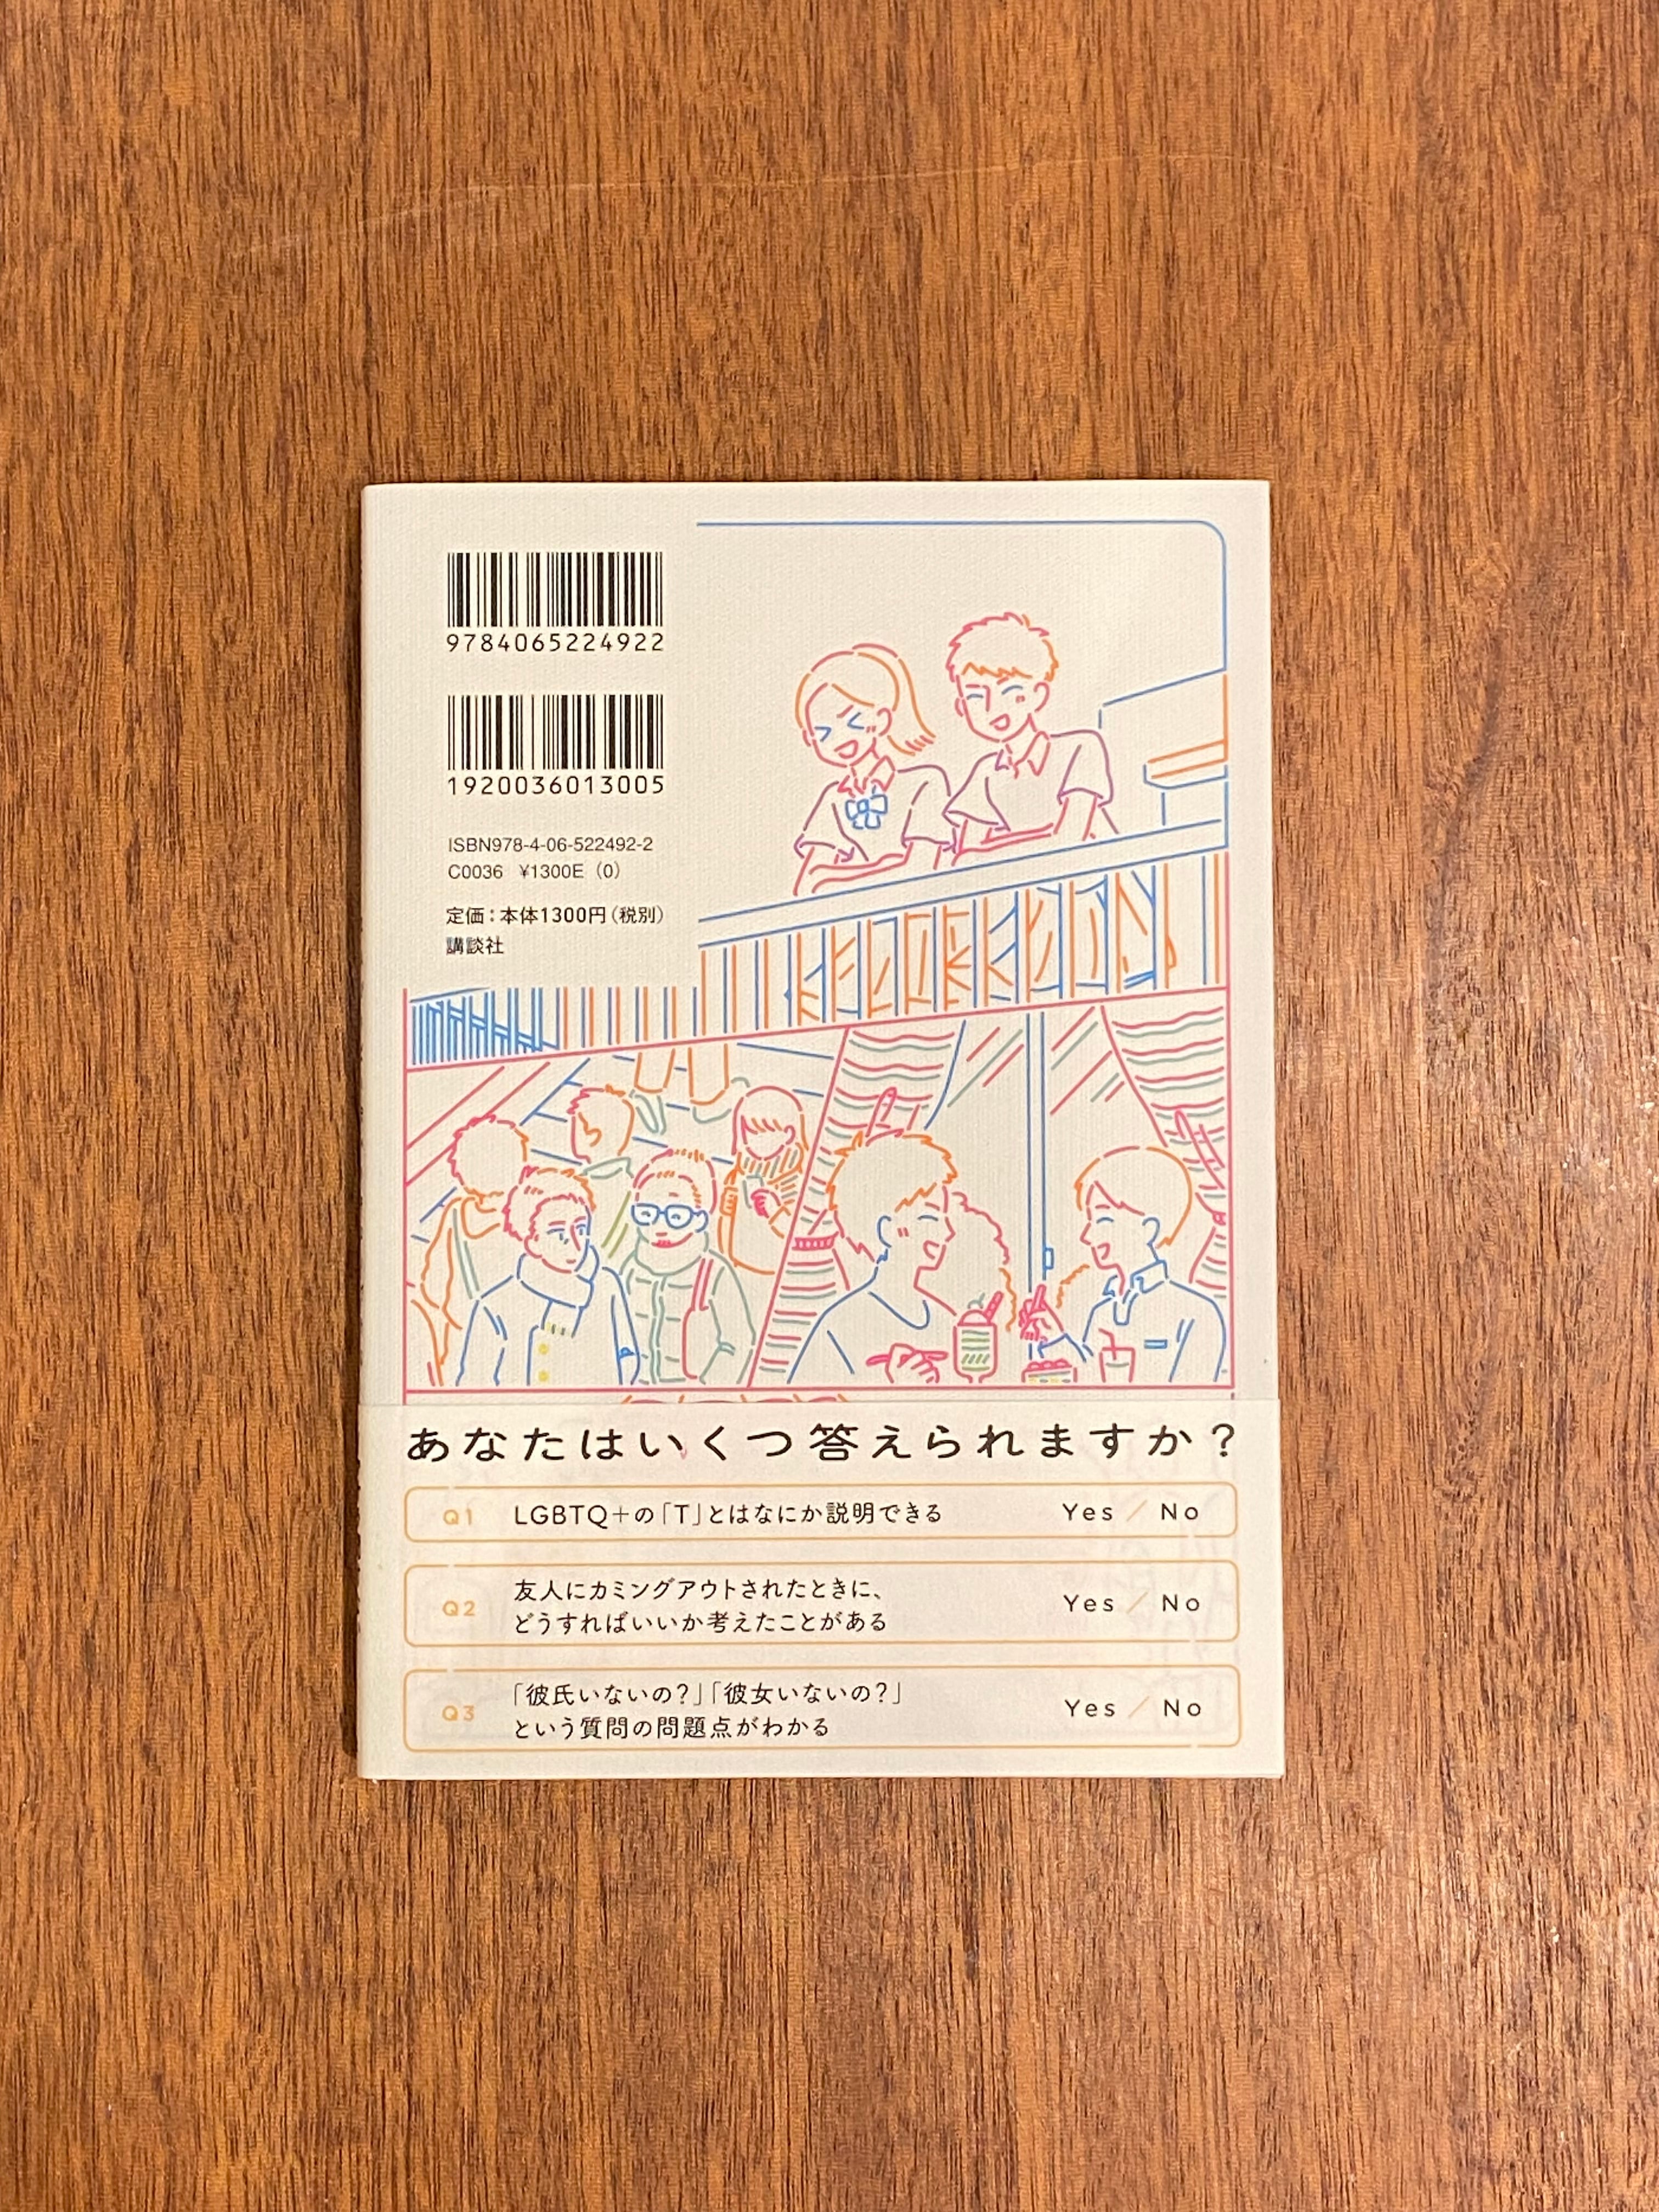 9784065224922
1920036013005
ISBN978-4-06-522492-2
C0036 ¥1300E (0)
定価：本体1300円（税別）
講談社
あなたはいくつ答えられますか？
Q1 LGBTQ+の「T」とはなにか説明できる Yes／No
Q2 友人にカミングアウトされたときに、
どうすればいいか考えたことがある Yes／No
Q3 「彼氏いないの？」「彼女いないの？」
という質問の問題点がわかる Yes／No